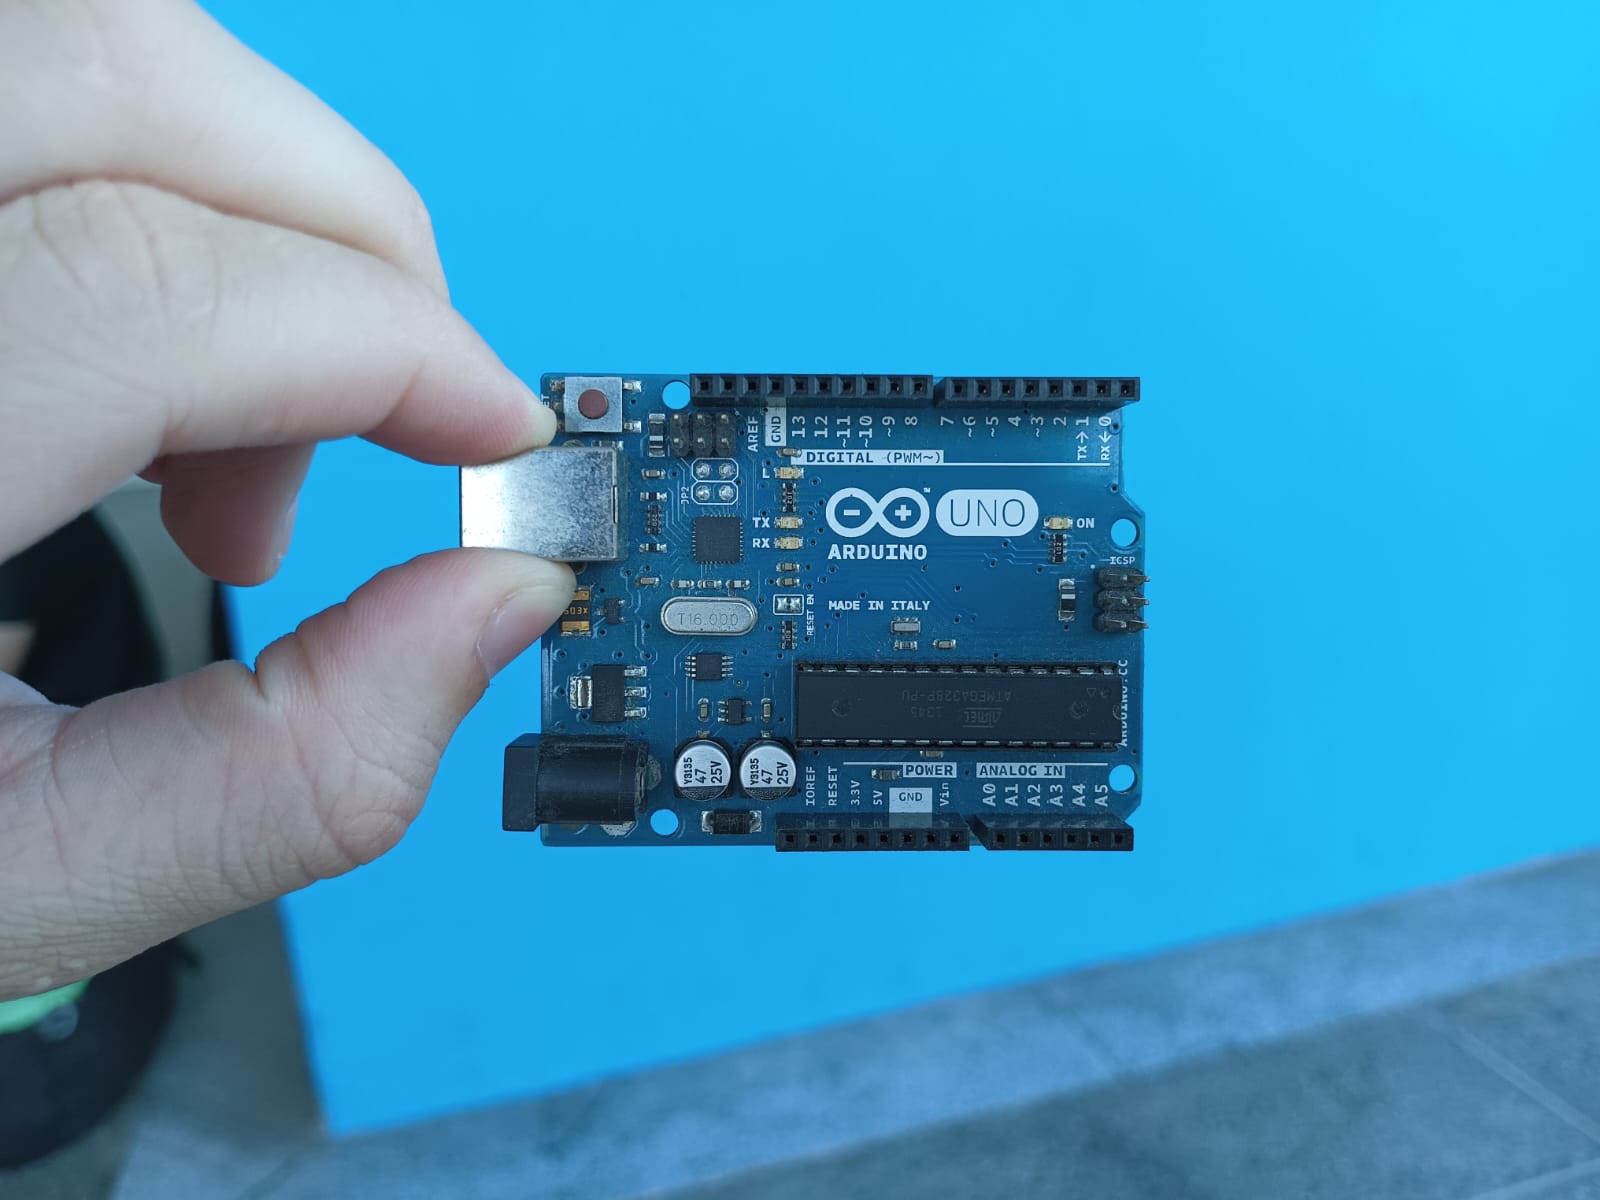 AREF
GND
13
12
~11
~10
~9
8
7
~6
~5
4
~3
2
TX→ 1
RX← 0
DIGITAL (PWM~)
L
JP2
TX
RX
UNO
ARDUINO
ON
ICSP
T16.000
RESET EN
MADE IN ITALY
ATMEL
1345
ATMEGA328P-PU
ARDUINO.CC
47
25V
47
25V
IOREF
RESET
3.3V
5V
GND
Vin
POWER
ANALOG IN
A0
A1
A2
A3
A4
A5